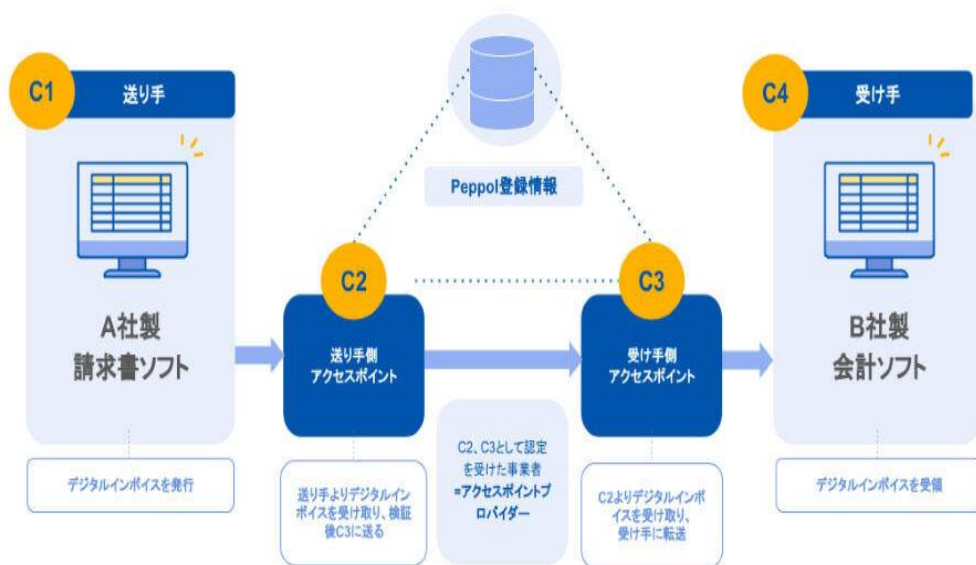 C1
送り手
C4
受け手
Peppol登録情報
C2
C3
A社製
請求書ソフト
送り手側
アクセスポイント
受け手側
アクセスポイント
B社製
会計ソフト
C2、C3として認定
を受けた事業者
=アクセスポイントプ
ロバイダー
デジタルインボイスを発行
送り手よりデジタルイン
ボイスを受け取り、検証
後C3に送る
C2よりデジタルインボ
イスを受け取り、
受け手に転送
デジタルインボイスを受領